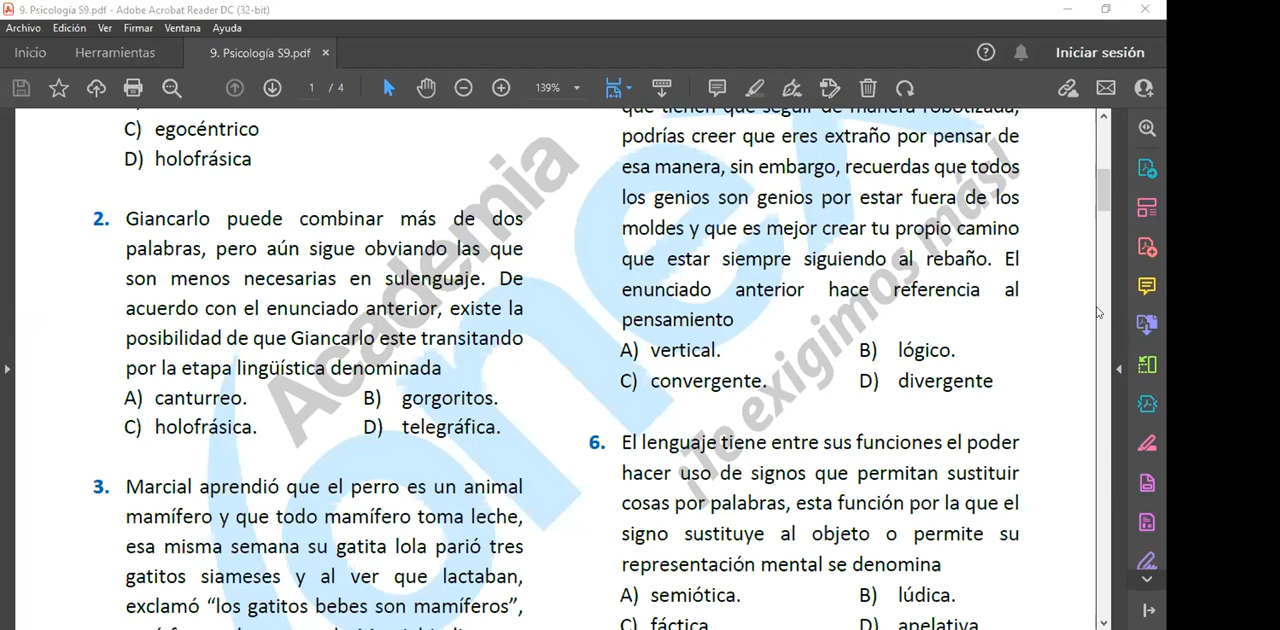 9. Psicología S9.pdf - Adobe Acrobat Reader DC (32-bit)
Archivo Edición Ver Firmar Ventana Ayuda
Inicio Herramientas 9. Psicología S9.pdf ×
Iniciar sesión
1 / 4 139%
C) egocéntrico
D) holofrásica
2. Giancarlo puede combinar más de dos
palabras, pero aún sigue obviando las que
son menos necesarias en sulenguaje. De
acuerdo con el enunciado anterior, existe la
posibilidad de que Giancarlo este transitando
por la etapa lingüística denominada
A) canturreo. B) gorgoritos.
C) holofrásica. D) telegráfica.
3. Marcial aprendió que el perro es un animal
mamífero y que todo mamífero toma leche,
esa misma semana su gatita lola parió tres
gatitos siameses y al ver que lactaban,
exclamó “los gatitos bebes son mamíferos”,
que tienen que seguir de manera robotizada,
podrías creer que eres extraño por pensar de
esa manera, sin embargo, recuerdas que todos
los genios son genios por estar fuera de los
moldes y que es mejor crear tu propio camino
que estar siempre siguiendo al rebaño. El
enunciado anterior hace referencia al
pensamiento
A) vertical. B) lógico.
C) convergente. D) divergente
6. El lenguaje tiene entre sus funciones el poder
hacer uso de signos que permitan sustituir
cosas por palabras, esta función por la que el
signo sustituye al objeto o permite su
representación mental se denomina
A) semiótica. B) lúdica.
C) fáctica. D) apelativa
Academia
¡Te exigimos más!